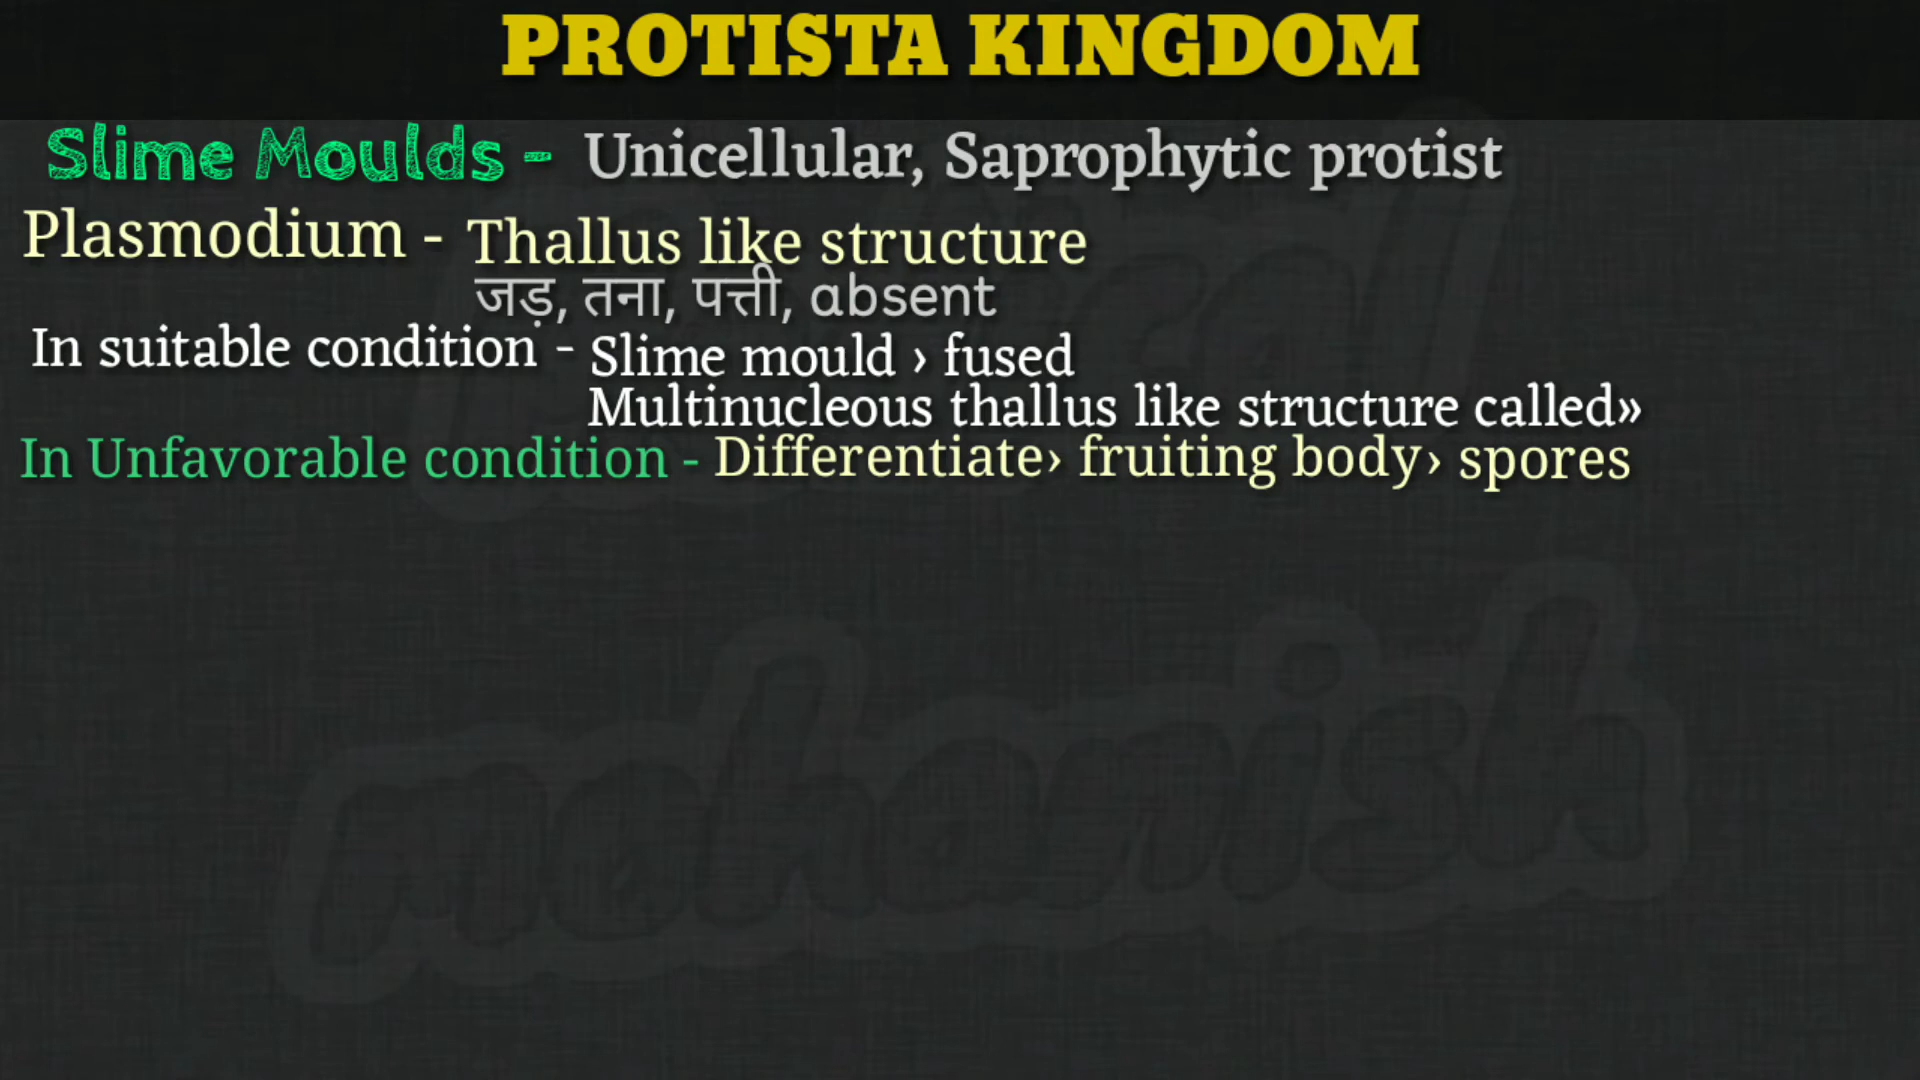 PROTISTA KINGDOM
Slime Moulds - Unicellular, Saprophytic protist
Plasmodium - Thallus like structure
जड़, तना, पत्ती, absent
In suitable condition - Slime mould › fused
Multinucleous thallus like structure called»
In Unfavorable condition - Differentiate› fruiting body› spores